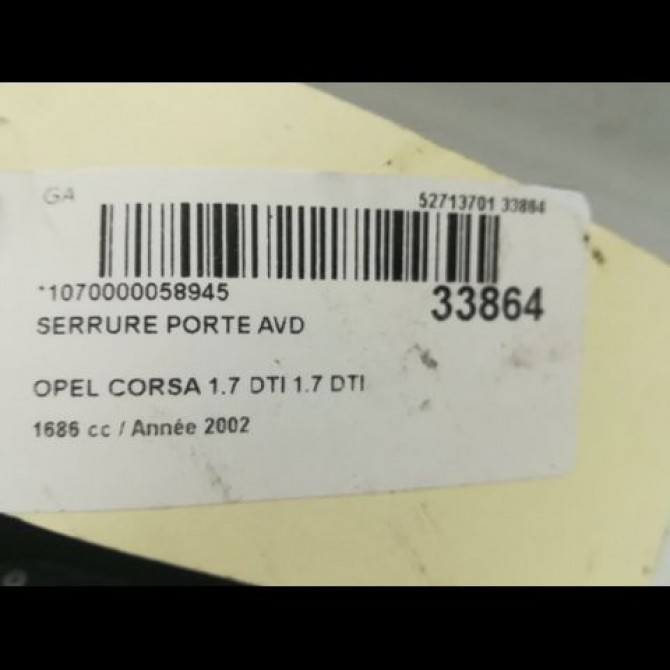 GA
52713701 33864
*1070000058945
33864
SERRURE PORTE AVD
OPEL CORSA 1.7 DTI 1.7 DTI
1686 cc / Année 2002